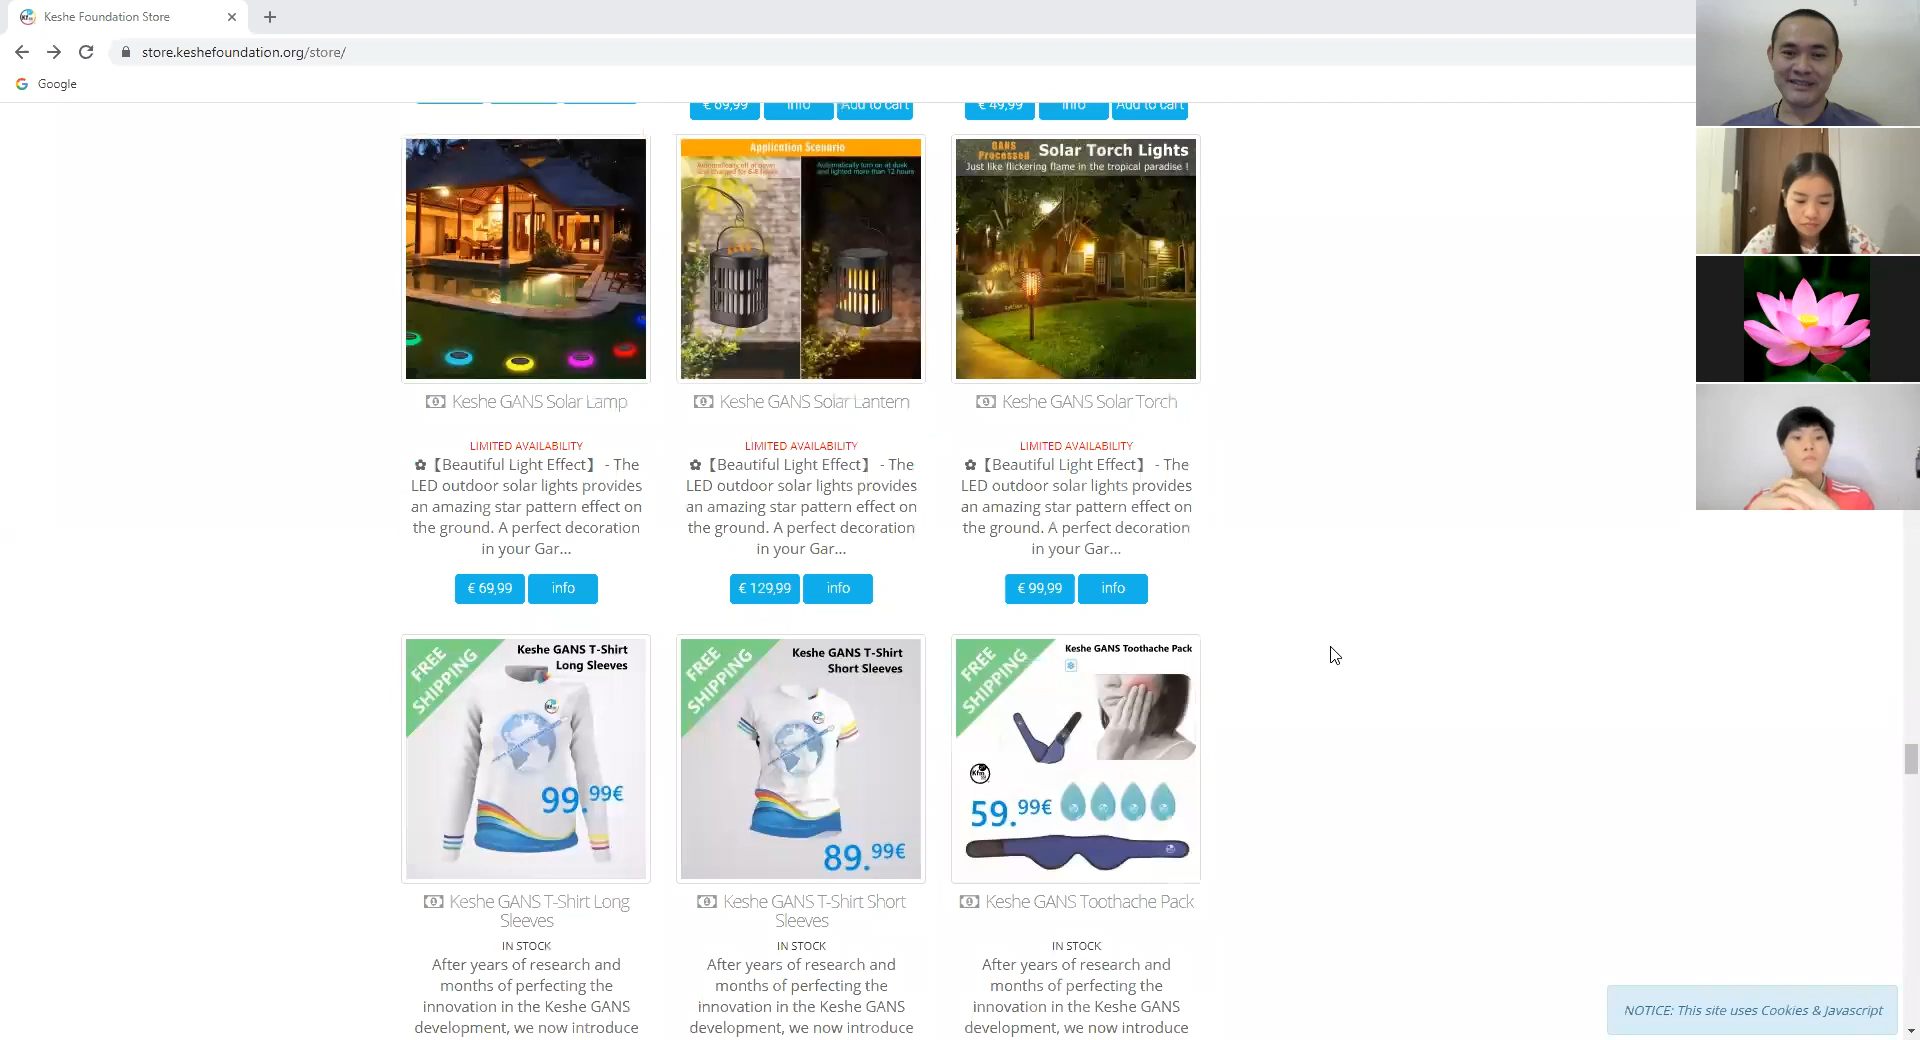 Keshe Foundation Store
store.keshefoundation.org/store/
Google
€ 69,99 info Add to cart
€ 49,99 info Add to cart
Application Scenario
and lighted more than 12 hours
GANS Processed Solar Torch Lights
Just like flickering flame in the tropical paradise !
Keshe GANS Solar Lamp
Keshe GANS Solar Lantern
Keshe GANS Solar Torch
LIMITED AVAILABILITY
✿【Beautiful Light Effect】 - The
LED outdoor solar lights provides
an amazing star pattern effect on
the ground. A perfect decoration
in your Gar...
€ 69,99 info
LIMITED AVAILABILITY
✿【Beautiful Light Effect】 - The
LED outdoor solar lights provides
an amazing star pattern effect on
the ground. A perfect decoration
in your Gar...
€ 129,99 info
LIMITED AVAILABILITY
✿【Beautiful Light Effect】 - The
LED outdoor solar lights provides
an amazing star pattern effect on
the ground. A perfect decoration
in your Gar...
€ 99,99 info
FREE SHIPPING
Keshe GANS T-Shirt
Long Sleeves
99.99€
FREE SHIPPING
Keshe GANS T-Shirt
Short Sleeves
89.99€
FREE SHIPPING
Keshe GANS Toothache Pack
59.99€
Keshe GANS T-Shirt Long
Sleeves
IN STOCK
After years of research and
months of perfecting the
innovation in the Keshe GANS
development, we now introduce
Keshe GANS T-Shirt Short
Sleeves
IN STOCK
After years of research and
months of perfecting the
innovation in the Keshe GANS
development, we now introduce
Keshe GANS Toothache Pack
IN STOCK
After years of research and
months of perfecting the
innovation in the Keshe GANS
development, we now introduce
NOTICE: This site uses Cookies & Javascript